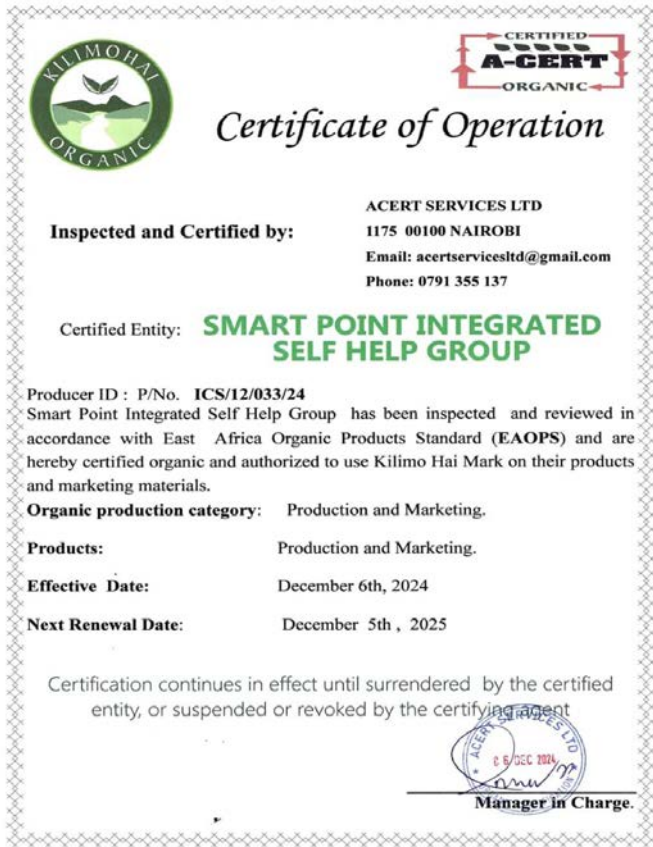 KILIMOHAI
ORGANIC
CERTIFIED
A-CERT
ORGANIC
Certificate of Operation
Inspected and Certified by:
ACERT SERVICES LTD
1175 00100 NAIROBI
Email: acertservicesltd@gmail.com
Phone: 0791 355 137
Certified Entity:
SMART POINT INTEGRATED
SELF HELP GROUP
Producer ID : P/No. ICS/12/033/24
Smart Point Integrated Self Help Group has been inspected and reviewed in
accordance with East Africa Organic Products Standard (EAOPS) and are
hereby certified organic and authorized to use Kilimo Hai Mark on their products
and marketing materials.
Organic production category: Production and Marketing.
Products: Production and Marketing.
Effective Date: December 6th, 2024
Next Renewal Date: December 5th , 2025
Certification continues in effect until surrendered by the certified
entity, or suspended or revoked by the certifying agent
ACERT SERVICES LTD
DEC 2024
Manager in Charge.